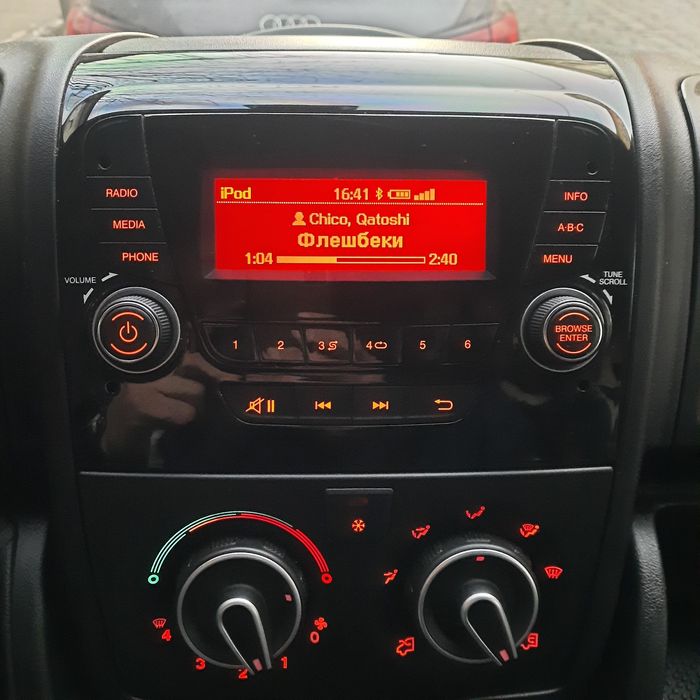 RADIO
MEDIA
PHONE
VOLUME
iPod 16:41
Chico, Qatoshi
Флешбеки
1:04 2:40
INFO
A·B·C
MENU
TUNE
SCROLL
BROWSE
ENTER
1 2 3 4 5 6
4 3 2 1 0